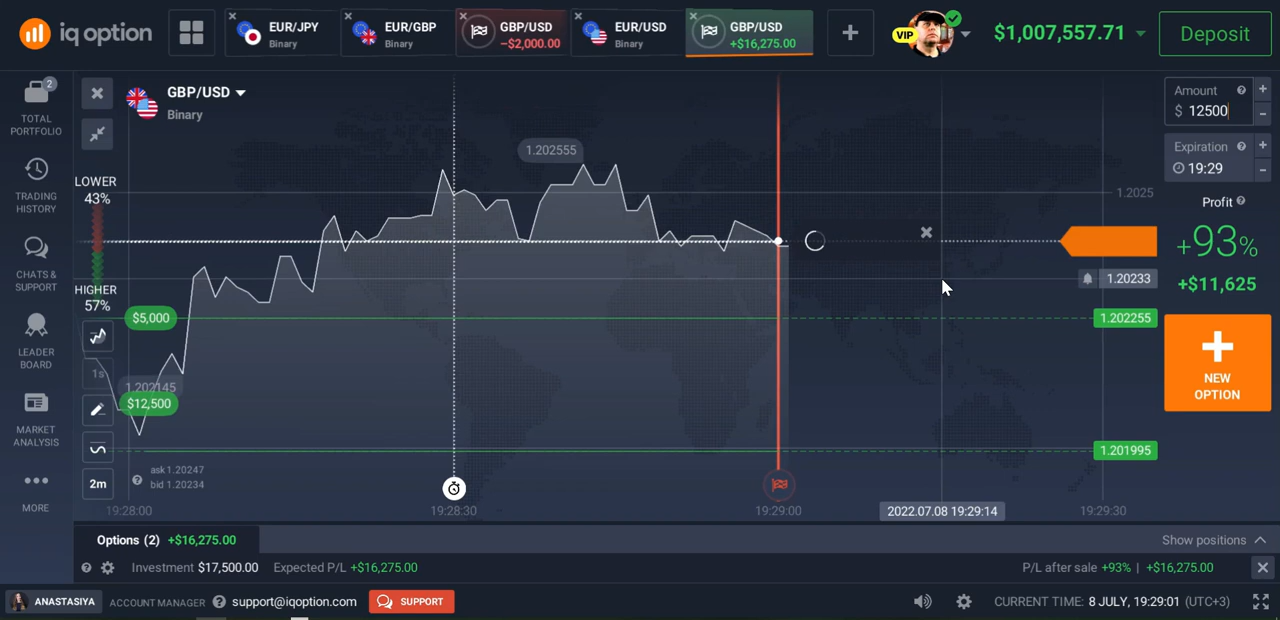 iq option
EUR/JPY
Binary
EUR/GBP
Binary
GBP/USD
−$2,000.00
EUR/USD
Binary
GBP/USD
+$16,275.00
VIP
$1,007,557.71
Deposit
2
TOTAL
PORTFOLIO
TRADING
HISTORY
CHATS &
SUPPORT
LEADER
BOARD
MARKET
ANALYSIS
MORE
GBP/USD
Binary
LOWER
43%
HIGHER
57%
1s
2m
1.202555
$5,000
1.202145
$12,500
ask 1.20247
bid 1.20234
1.2025
1.20233
1.202255
1.201995
19:28:00
19:28:30
19:29:00
2022.07.08 19:29:14
19:29:30
Amount
$ 12500
Expiration
19:29
Profit
+93%
+$11,625
NEW
OPTION
Options (2) +$16,275.00
Show positions
Investment $17,500.00 Expected P/L +$16,275.00
P/L after sale +93% | +$16,275.00
ANASTASIYA ACCOUNT MANAGER support@iqoption.com SUPPORT
CURRENT TIME: 8 JULY, 19:29:01 (UTC+3)